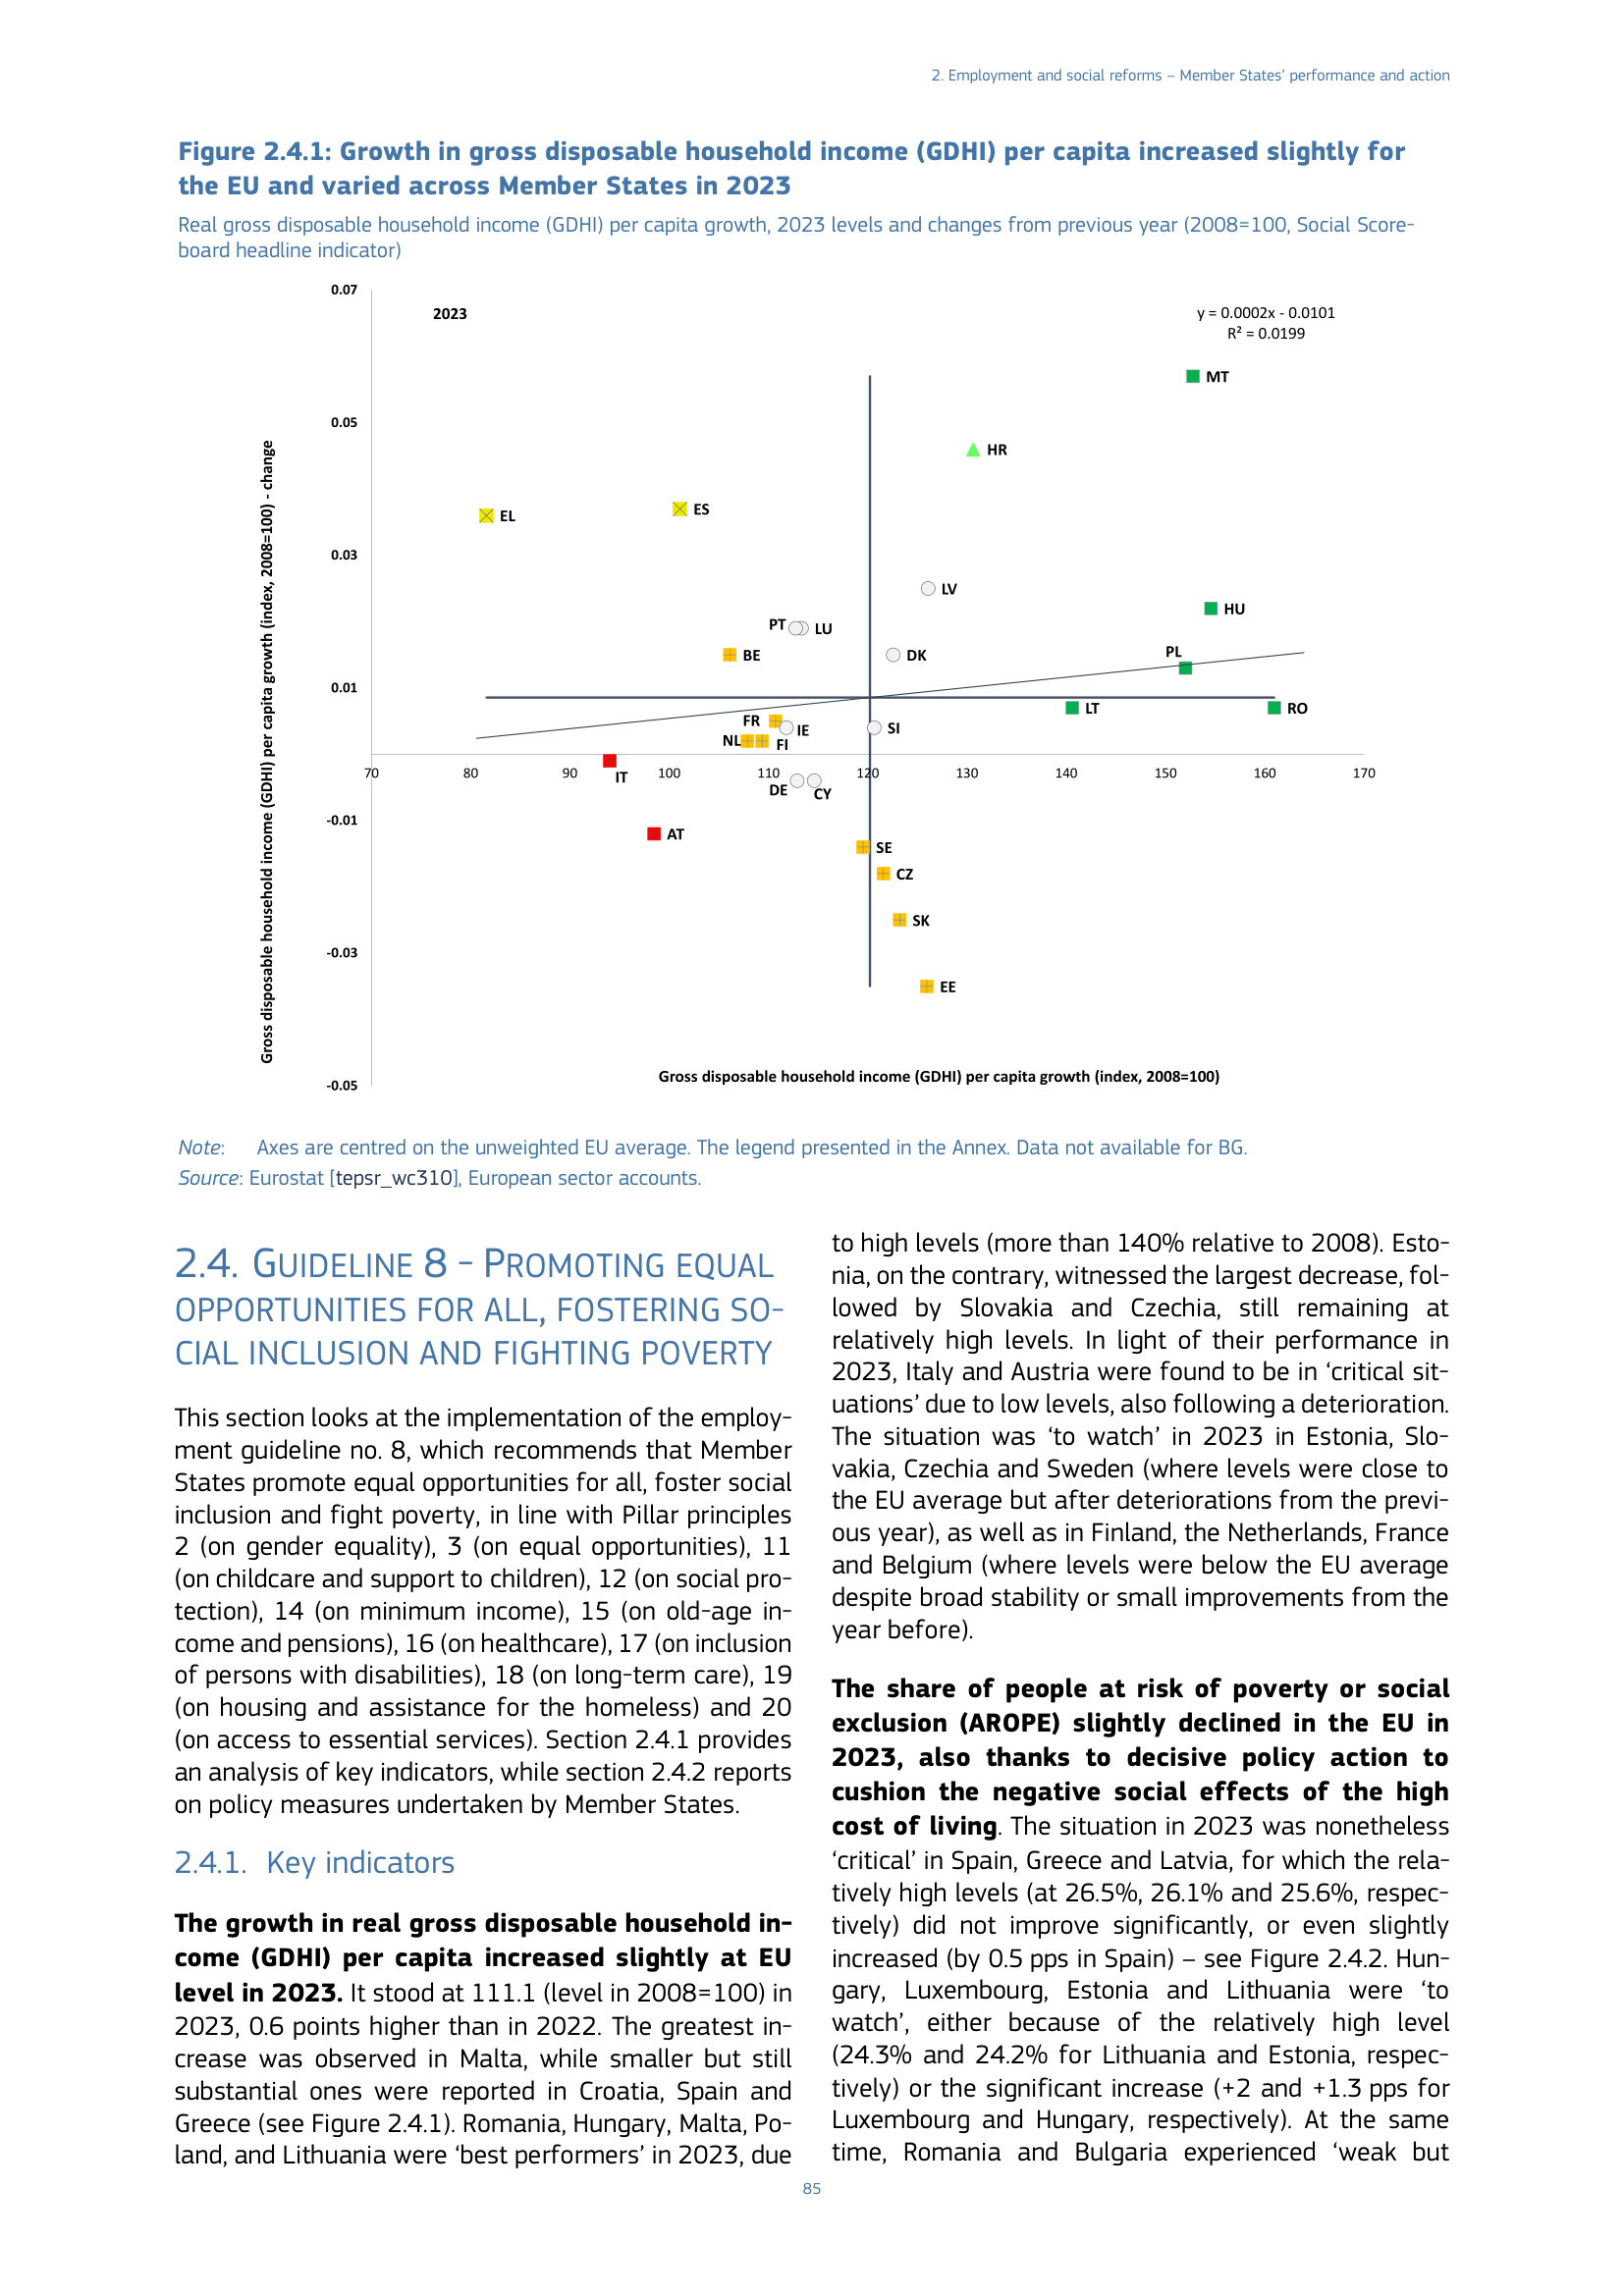 2. Employment and social reforms – Member States’ performance and action
Figure 2.4.1: Growth in gross disposable household income (GDHI) per capita increased slightly for
the EU and varied across Member States in 2023
Real gross disposable household income (GDHI) per capita growth, 2023 levels and changes from previous year (2008=100, Social Score-
board headline indicator)
0.07
2023
y = 0.0002x - 0.0101
R² = 0.0199
MT
0.05
HR
ES
EL
0.03
LV
HU
PT
LU
BE
DK
PL
0.01
LT
RO
FR
IE
SI
NL
FI
70
80
90
100
110
120
130
140
150
160
170
IT
DE
CY
-0.01
AT
SE
CZ
SK
-0.03
EE
-0.05
Gross disposable household income (GDHI) per capita growth (index, 2008=100) - change
Gross disposable household income (GDHI) per capita growth (index, 2008=100)
Note: Axes are centred on the unweighted EU average. The legend presented in the Annex. Data not available for BG.
Source: Eurostat [tepsr_wc310], European sector accounts.
2.4. GUIDELINE 8 - PROMOTING EQUAL
OPPORTUNITIES FOR ALL, FOSTERING SO-
CIAL INCLUSION AND FIGHTING POVERTY
This section looks at the implementation of the employ-
ment guideline no. 8, which recommends that Member
States promote equal opportunities for all, foster social
inclusion and fight poverty, in line with Pillar principles
2 (on gender equality), 3 (on equal opportunities), 11
(on childcare and support to children), 12 (on social pro-
tection), 14 (on minimum income), 15 (on old-age in-
come and pensions), 16 (on healthcare), 17 (on inclusion
of persons with disabilities), 18 (on long-term care), 19
(on housing and assistance for the homeless) and 20
(on access to essential services). Section 2.4.1 provides
an analysis of key indicators, while section 2.4.2 reports
on policy measures undertaken by Member States.
2.4.1. Key indicators
The growth in real gross disposable household in-
come (GDHI) per capita increased slightly at EU
level in 2023. It stood at 111.1 (level in 2008=100) in
2023, 0.6 points higher than in 2022. The greatest in-
crease was observed in Malta, while smaller but still
substantial ones were reported in Croatia, Spain and
Greece (see Figure 2.4.1). Romania, Hungary, Malta, Po-
land, and Lithuania were ‘best performers’ in 2023, due
to high levels (more than 140% relative to 2008). Esto-
nia, on the contrary, witnessed the largest decrease, fol-
lowed by Slovakia and Czechia, still remaining at
relatively high levels. In light of their performance in
2023, Italy and Austria were found to be in ‘critical sit-
uations’ due to low levels, also following a deterioration.
The situation was ‘to watch’ in 2023 in Estonia, Slo-
vakia, Czechia and Sweden (where levels were close to
the EU average but after deteriorations from the previ-
ous year), as well as in Finland, the Netherlands, France
and Belgium (where levels were below the EU average
despite broad stability or small improvements from the
year before).
The share of people at risk of poverty or social
exclusion (AROPE) slightly declined in the EU in
2023, also thanks to decisive policy action to
cushion the negative social effects of the high
cost of living. The situation in 2023 was nonetheless
‘critical’ in Spain, Greece and Latvia, for which the rela-
tively high levels (at 26.5%, 26.1% and 25.6%, respec-
tively) did not improve significantly, or even slightly
increased (by 0.5 pps in Spain) – see Figure 2.4.2. Hun-
gary, Luxembourg, Estonia and Lithuania were ‘to
watch’, either because of the relatively high level
(24.3% and 24.2% for Lithuania and Estonia, respec-
tively) or the significant increase (+2 and +1.3 pps for
Luxembourg and Hungary, respectively). At the same
time, Romania and Bulgaria experienced ‘weak but
85